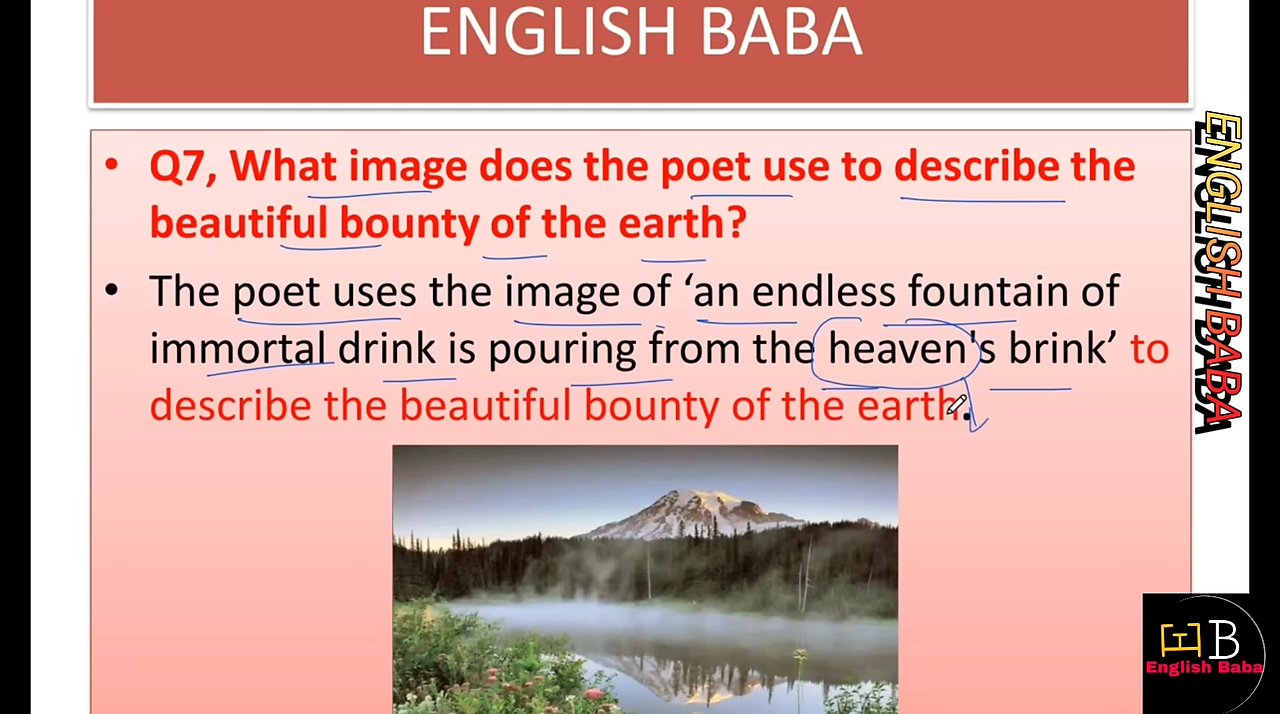 ENGLISH BABA
• Q7, What image does the poet use to describe the
beautiful bounty of the earth?
• The poet uses the image of ‘an endless fountain of
immortal drink is pouring from the heaven's brink’ to
describe the beautiful bounty of the earth.
ENGLISH BABA
EB
English Baba